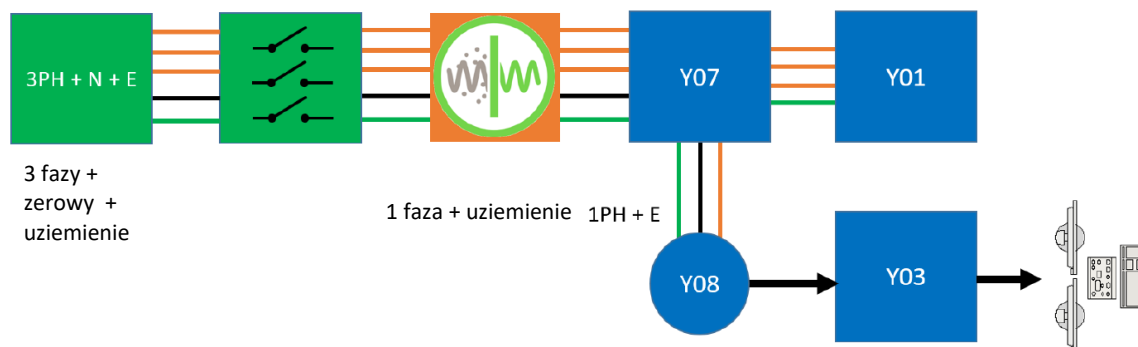 3PH + N + E
Y07
Y01
3 fazy +
zerowy +
uziemienie
1 faza + uziemienie
1PH + E
Y08
Y03